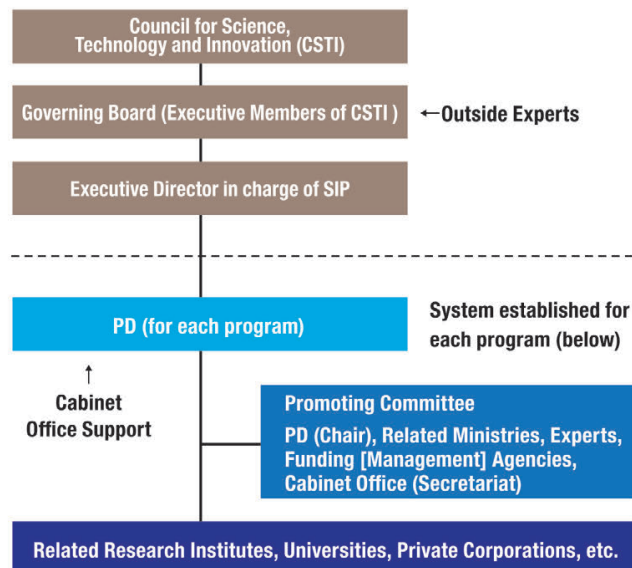 Council for Science,
Technology and Innovation (CSTI)
Governing Board (Executive Members of CSTI )
←Outside Experts
Executive Director in charge of SIP
PD (for each program)
System established for
each program (below)
↑
Cabinet
Office Support
Promoting Committee
PD (Chair), Related Ministries, Experts,
Funding [Management] Agencies,
Cabinet Office (Secretariat)
Related Research Institutes, Universities, Private Corporations, etc.